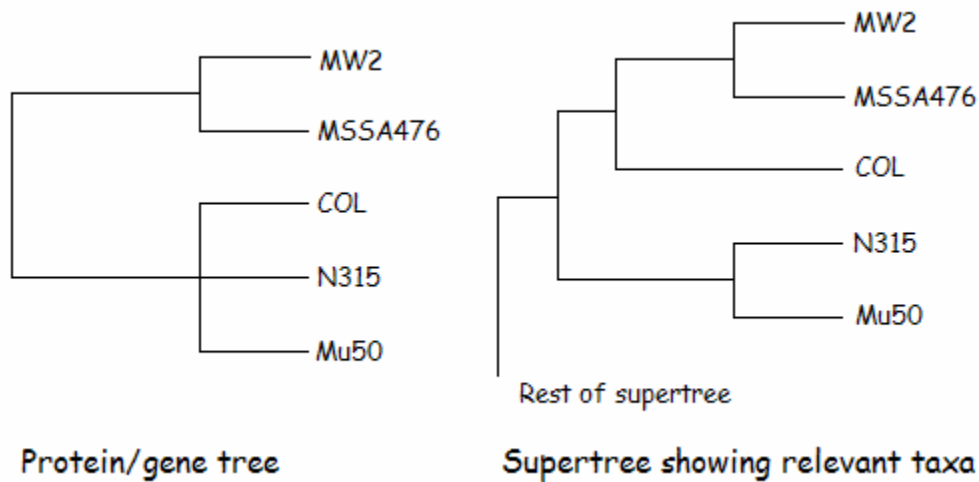 MW2
MSSA476
COL
N315
Mu50
Protein/gene tree
MW2
MSSA476
COL
N315
Mu50
Rest of supertree
Supertree showing relevant taxa